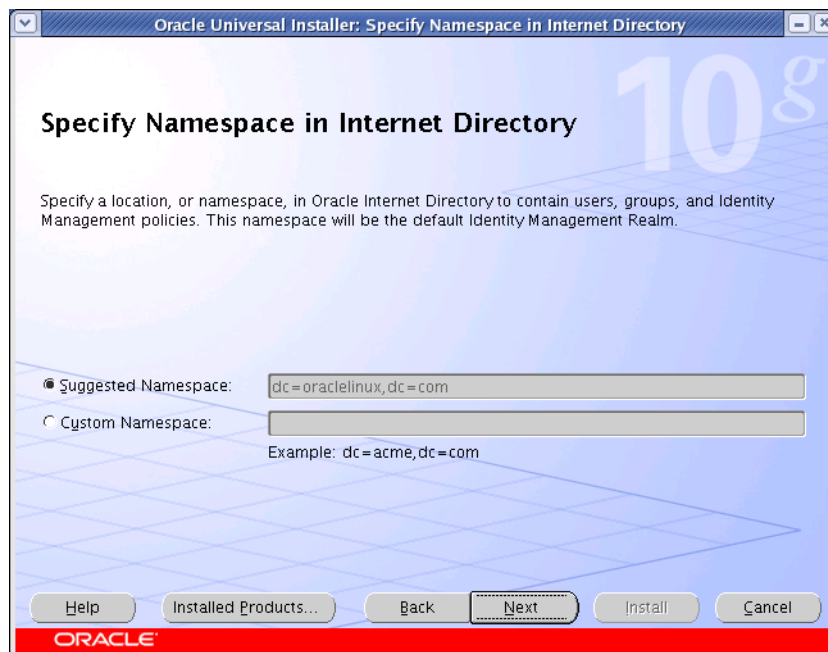 Oracle Universal Installer: Specify Namespace in Internet Directory
10g
Specify Namespace in Internet Directory
Specify a location, or namespace, in Oracle Internet Directory to contain users, groups, and Identity
Management policies. This namespace will be the default Identity Management Realm.
Suggested Namespace: dc=oraclelinux,dc=com
Custom Namespace:
Example: dc=acme,dc=com
Help Installed Products... Back Next Install Cancel
ORACLE